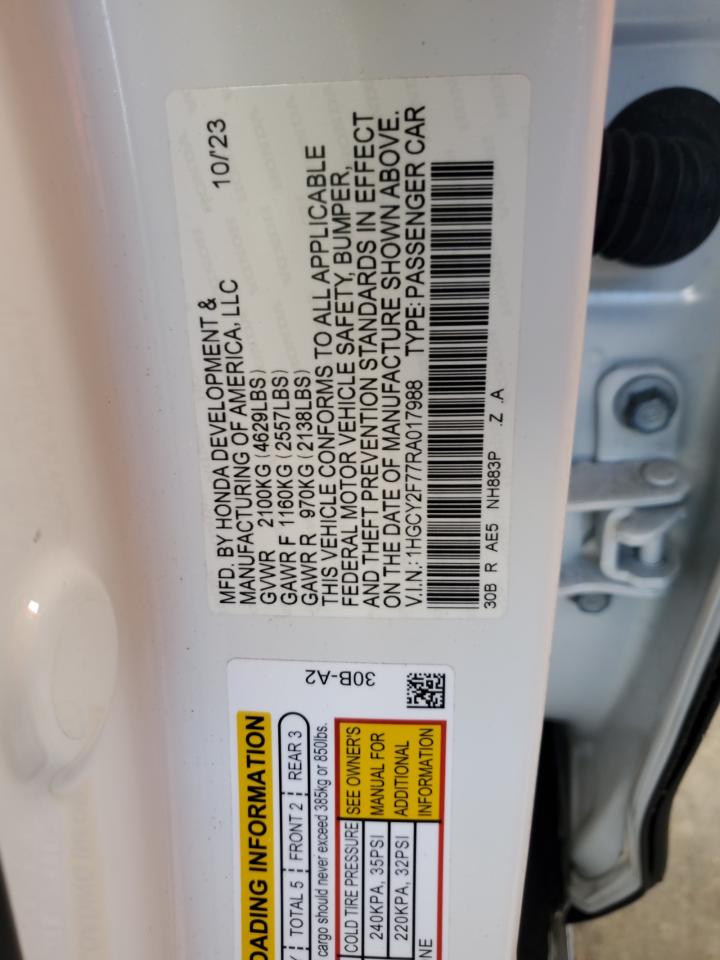 MFD. BY HONDA DEVELOPMENT &
MANUFACTURING OF AMERICA, LLC 10/'23
GVWR 2100KG (4629LBS)
GAWR F 1160KG (2557LBS)
GAWR R 970KG (2138LBS)
THIS VEHICLE CONFORMS TO ALL APPLICABLE
FEDERAL MOTOR VEHICLE SAFETY, BUMPER,
AND THEFT PREVENTION STANDARDS IN EFFECT
ON THE DATE OF MANUFACTURE SHOWN ABOVE.
V.I.N.: 1HGCY2F77RA017988 TYPE: PASSENGER CAR
30B R AE5 NH883P .Z .A
OADING INFORMATION 30B-A2
TOTAL 5 FRONT 2 REAR 3
cargo should never exceed 385kg or 850lbs.
COLD TIRE PRESSURE SEE OWNER'S
240KPA, 35PSI MANUAL FOR
220KPA, 32PSI ADDITIONAL
NE INFORMATION